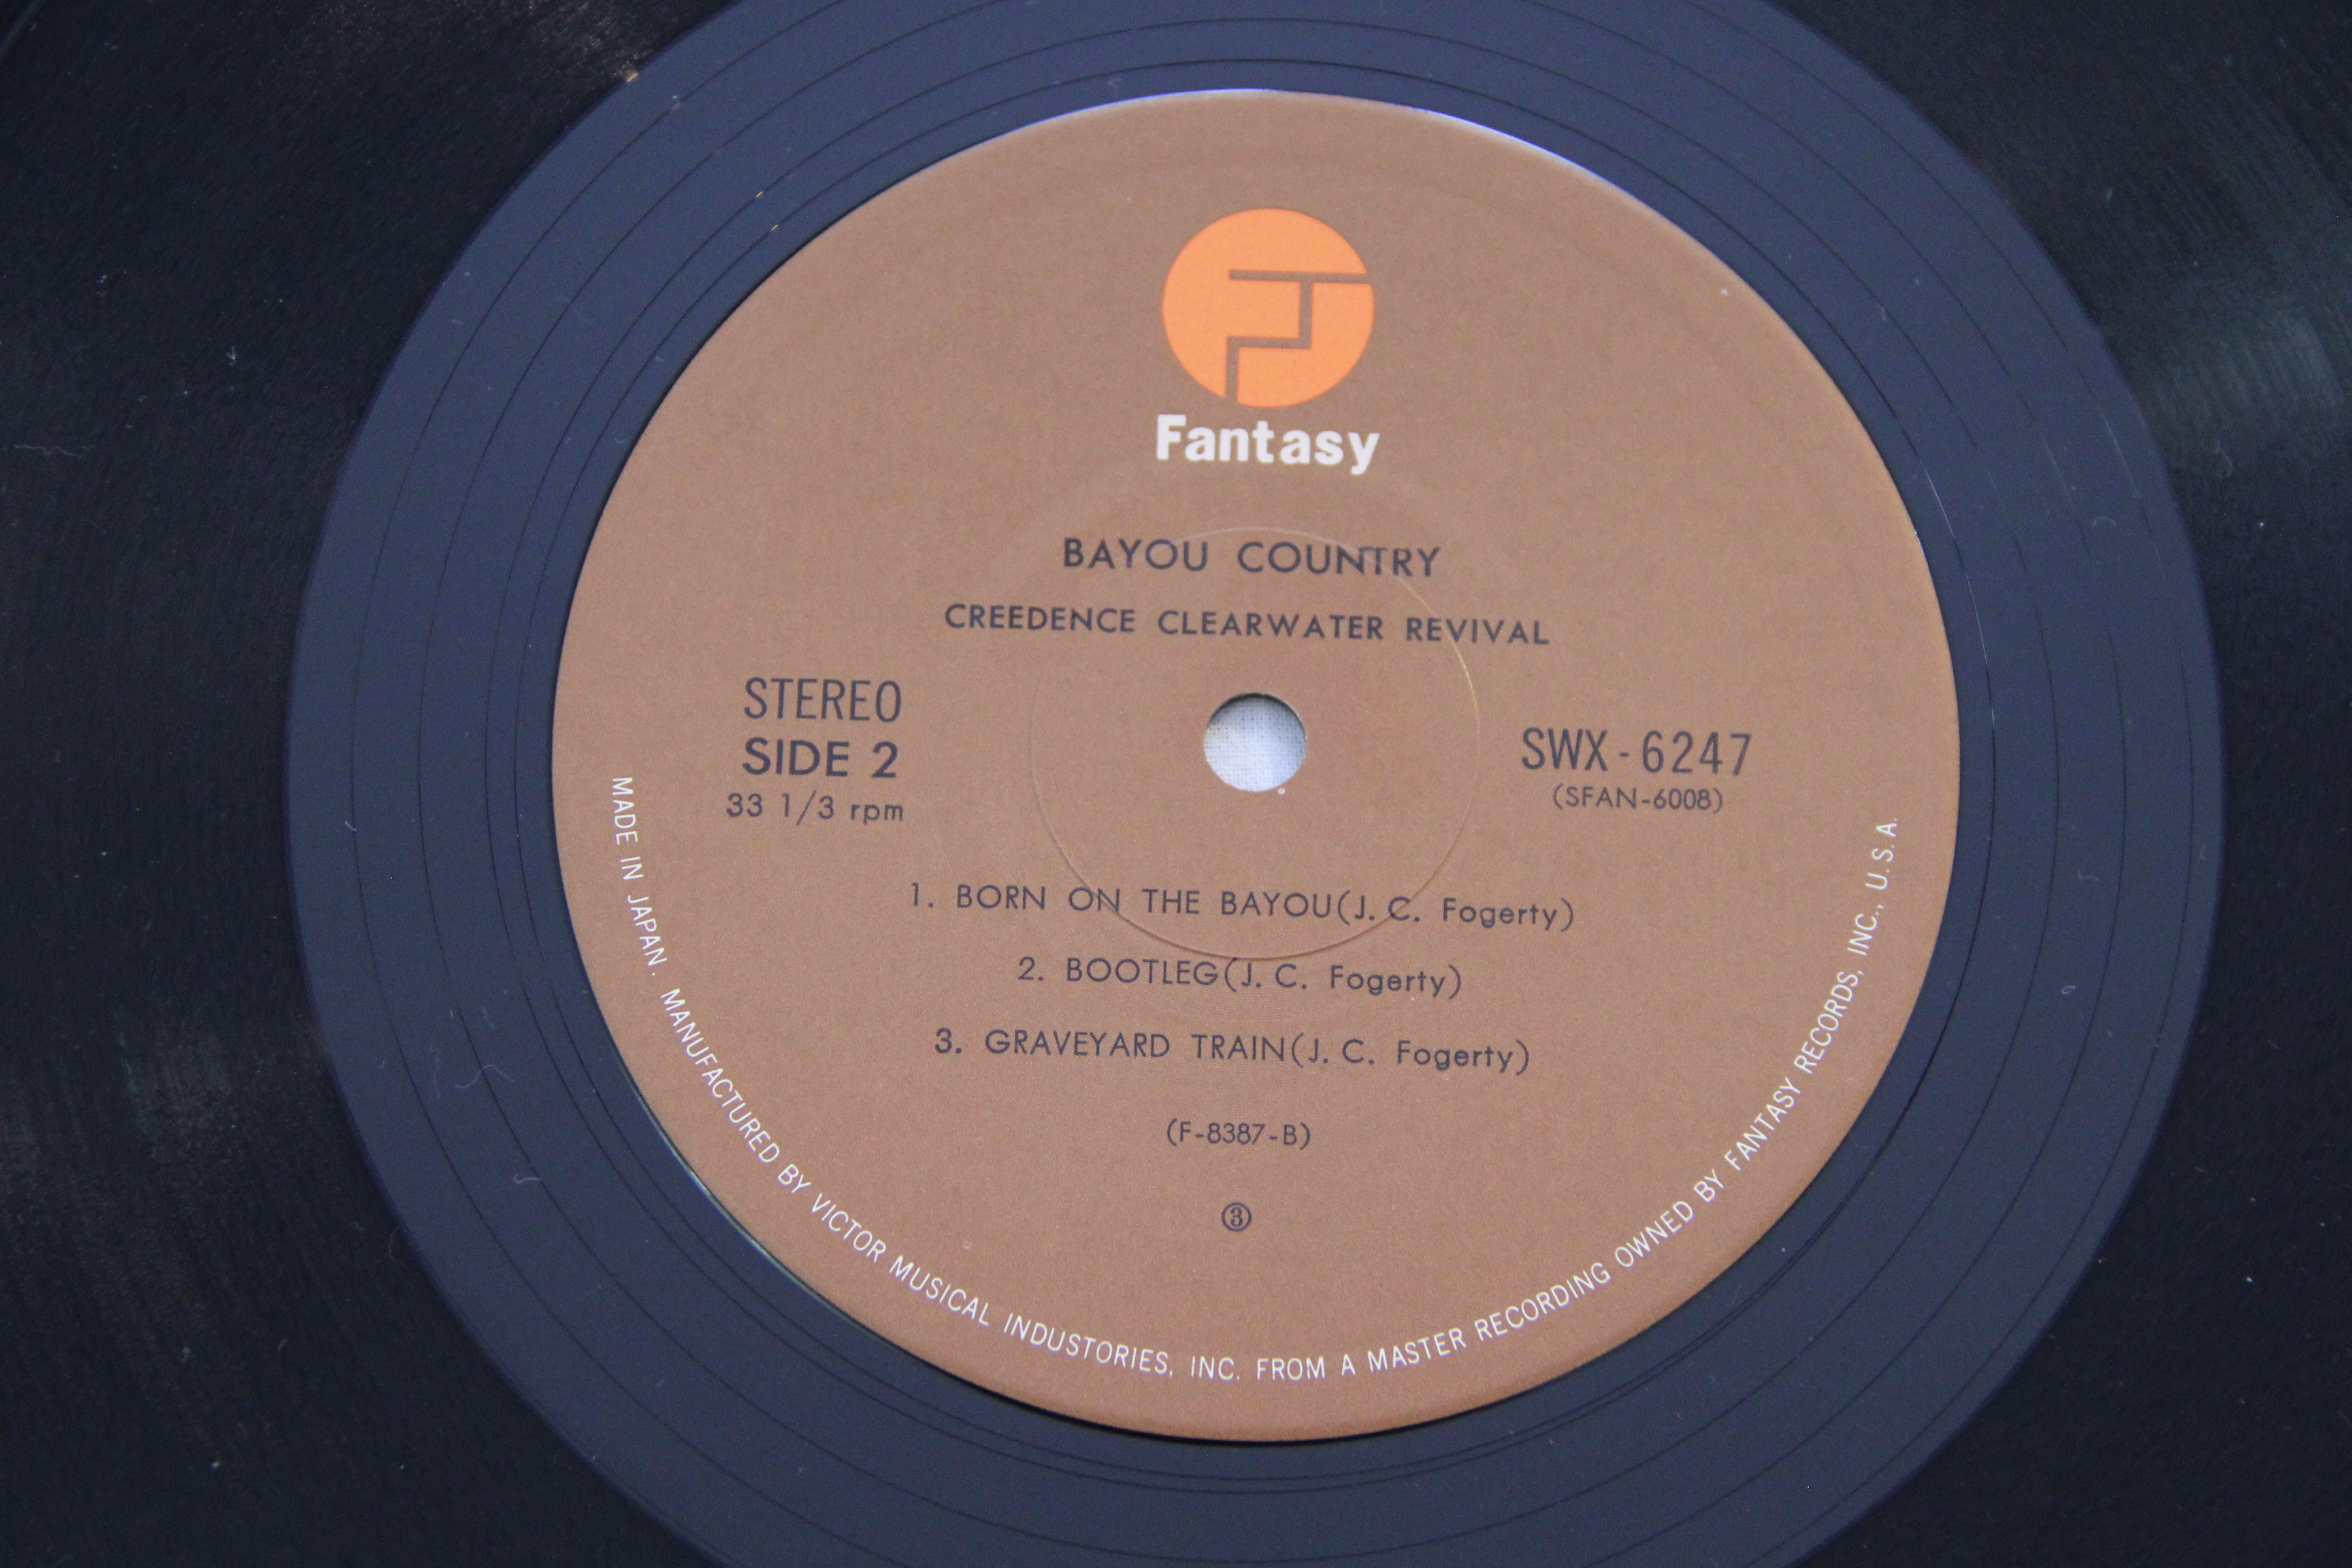 Fantasy
BAYOU COUNTRY
CREEDENCE CLEARWATER REVIVAL
STEREO
SIDE 2
33 1/3 rpm
SWX-6247
(SFAN-6008)
1. BORN ON THE BAYOU(J. C. Fogerty)
2. BOOTLEG(J. C. Fogerty)
3. GRAVEYARD TRAIN(J. C. Fogerty)
(F-8387-B)
③
MADE IN JAPAN. MANUFACTURED BY VICTOR MUSICAL INDUSTORIES, INC. FROM A MASTER RECORDING OWNED BY FANTASY RECORDS, INC., U.S.A.